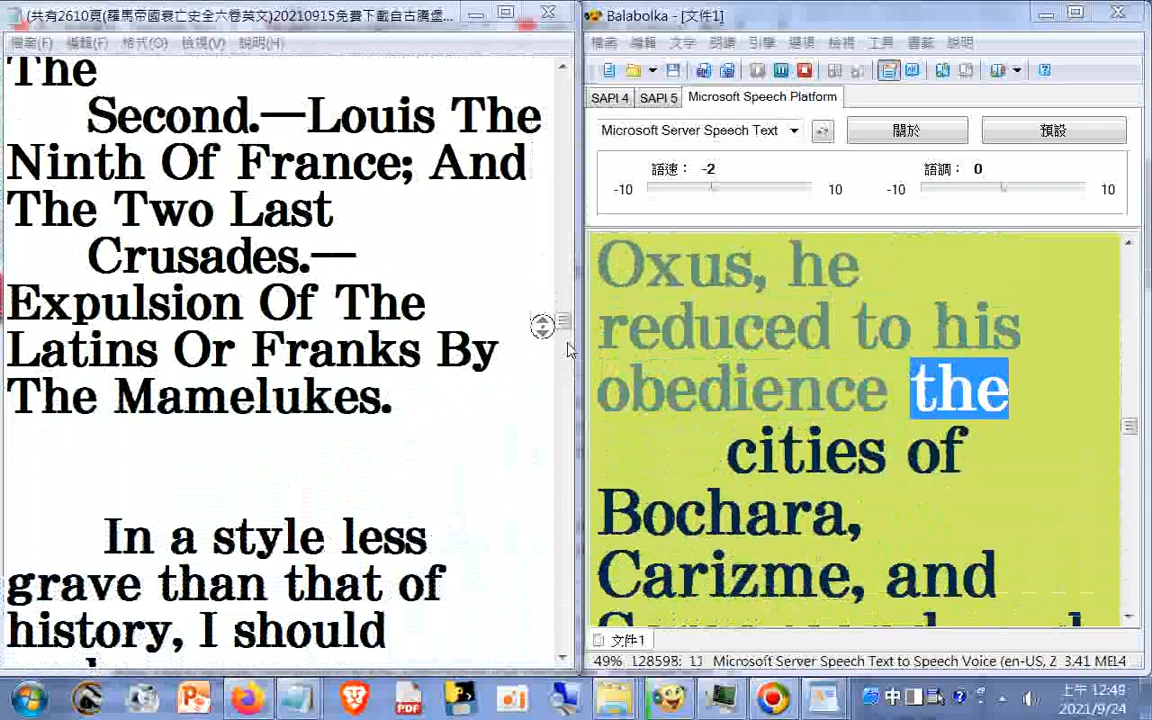 (共有2610頁(羅馬帝國衰亡史全六卷英文)20210915免費下載自古騰堡...
檔案(F) 編輯(E) 格式(O) 檢視(V) 說明(H)
The
Second.—Louis The
Ninth Of France; And
The Two Last
Crusades.—
Expulsion Of The
Latins Or Franks By
The Mamelukes.
In a style less
grave than that of
history, I should
Balabolka - [文件1]
檔案 編輯 文字 朗讀 引擎 選項 檢視 工具 書籤 說明
SAPI 4 SAPI 5 Microsoft Speech Platform
Microsoft Server Speech Text 關於 預設
語速： -2 語調： 0
-10 10 -10 10
Oxus, he
reduced to his
obedience the
cities of
Bochara,
Carizme, and
文件1
49% Microsoft Server Speech Text to Speech Voice (en-US, Z
PDF
中
上午 12:48
2021/9/24